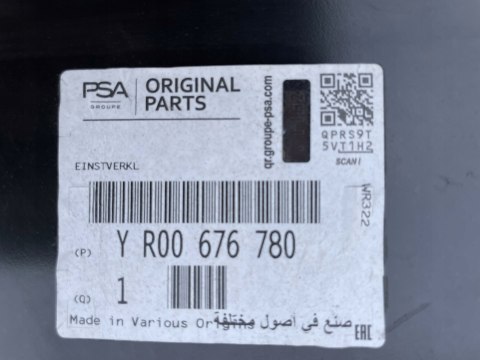 PSA
GROUPE
ORIGINAL
PARTS
qr.groupe-psa.com
QPRS9T
5VT1H2
SCAN!
EINSTVERKL
WR322
(P) Y R00 676 780
(Q) 1
Made in Various Origins صنع في أصول مختلفة
EAC